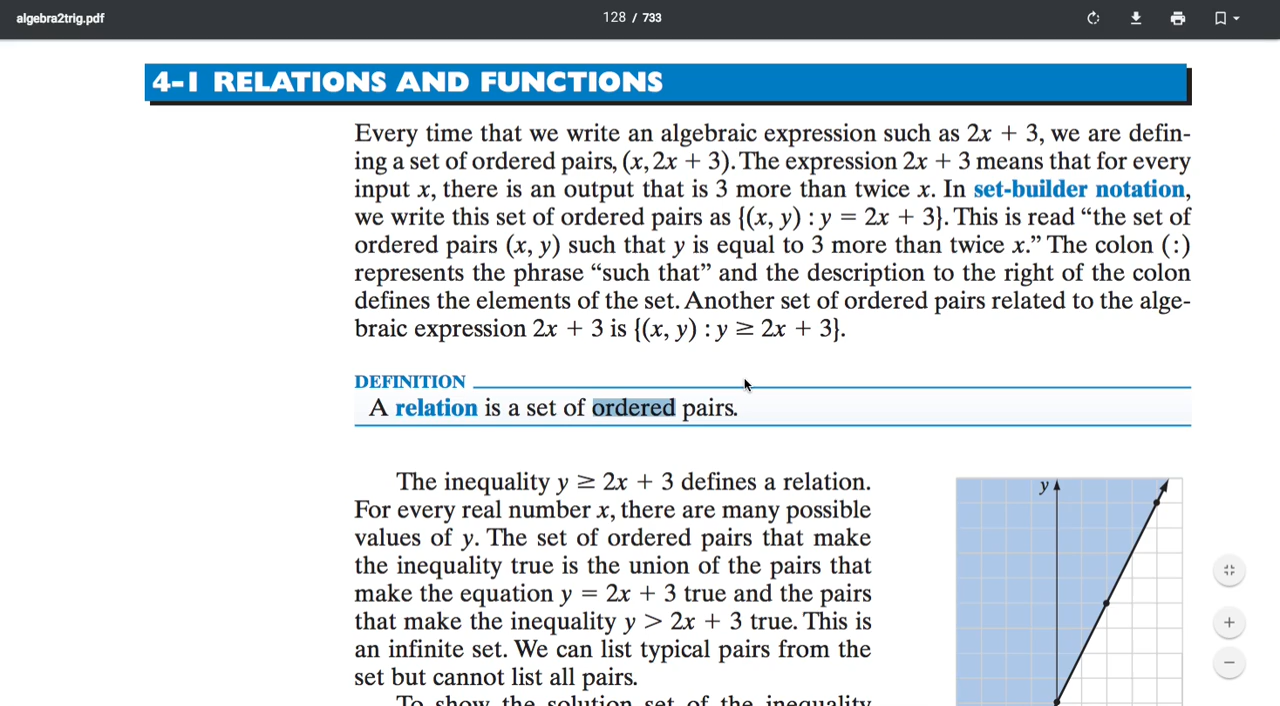 algebra2trig.pdf
128 / 733
4-1 RELATIONS AND FUNCTIONS
Every time that we write an algebraic expression such as 2x + 3, we are defin-
ing a set of ordered pairs, (x, 2x + 3). The expression 2x + 3 means that for every
input x, there is an output that is 3 more than twice x. In set-builder notation,
we write this set of ordered pairs as {(x, y) : y = 2x + 3}. This is read “the set of
ordered pairs (x, y) such that y is equal to 3 more than twice x.” The colon (:)
represents the phrase “such that” and the description to the right of the colon
defines the elements of the set. Another set of ordered pairs related to the alge-
braic expression 2x + 3 is {(x, y) : y ≥ 2x + 3}.
DEFINITION
A relation is a set of ordered pairs.
The inequality y ≥ 2x + 3 defines a relation.
For every real number x, there are many possible
values of y. The set of ordered pairs that make
the inequality true is the union of the pairs that
make the equation y = 2x + 3 true and the pairs
that make the inequality y > 2x + 3 true. This is
an infinite set. We can list typical pairs from the
set but cannot list all pairs.
To show the solution set of the inequality
y